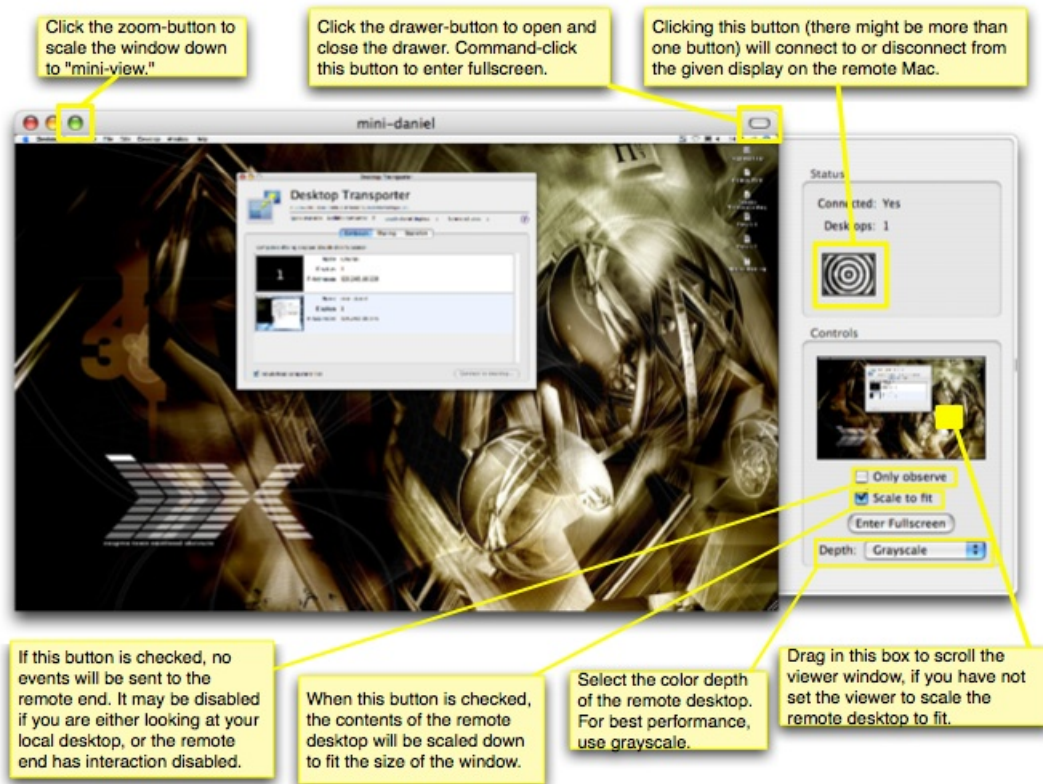 Click the zoom-button to
scale the window down
to "mini-view."
Click the drawer-button to open and
close the drawer. Command-click
this button to enter fullscreen.
Clicking this button (there might be more than
one button) will connect to or disconnect from
the given display on the remote Mac.
mini-daniel
Desktop Transporter
Desktop Transporter
Status
Connected: Yes
Desktops: 1
1
Controls
Only observe
Scale to fit
Enter Fullscreen
Depth: Grayscale
If this button is checked, no
events will be sent to the
remote end. It may be disabled
if you are either looking at your
local desktop, or the remote
end has interaction disabled.
When this button is checked,
the contents of the remote
desktop will be scaled down
to fit the size of the window.
Select the color depth
of the remote desktop.
For best performance,
use grayscale.
Drag in this box to scroll the
viewer window, if you have not
set the viewer to scale the
remote desktop to fit.